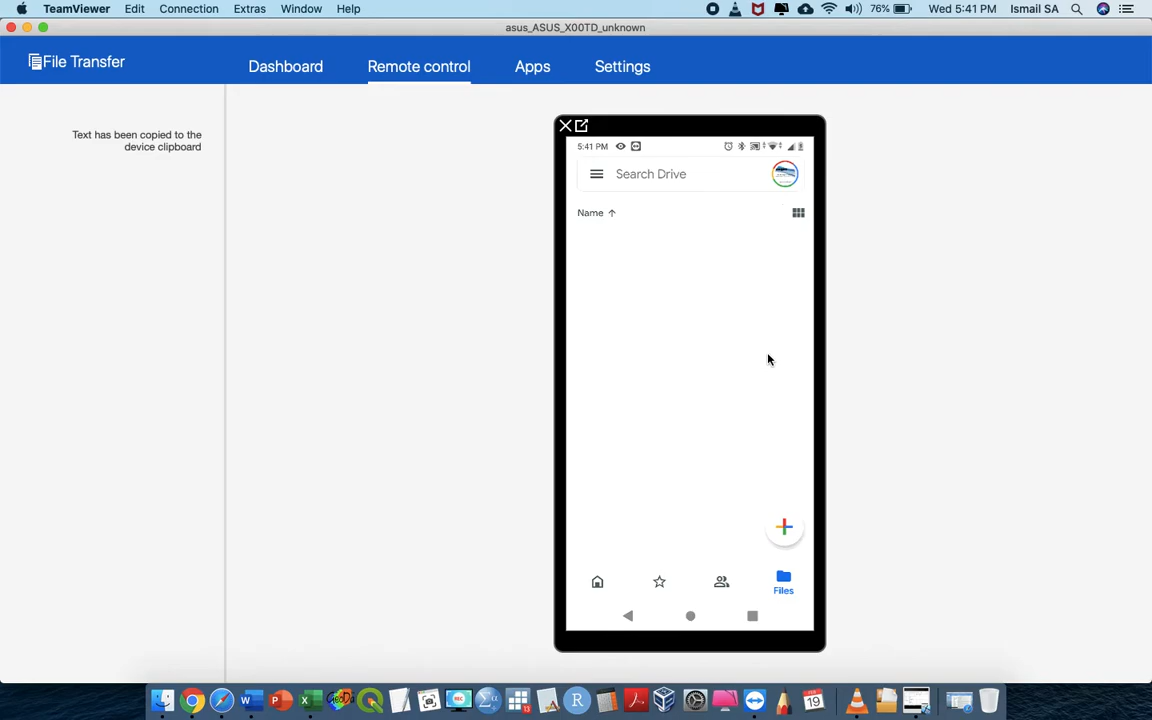 TeamViewer Edit Connection Extras Window Help 76% Wed 5:41 PM Ismail SA
asus_ASUS_X00TD_unknown
File Transfer Dashboard Remote control Apps Settings
Text has been copied to the
device clipboard
5:41 PM
Search Drive
Name
Files